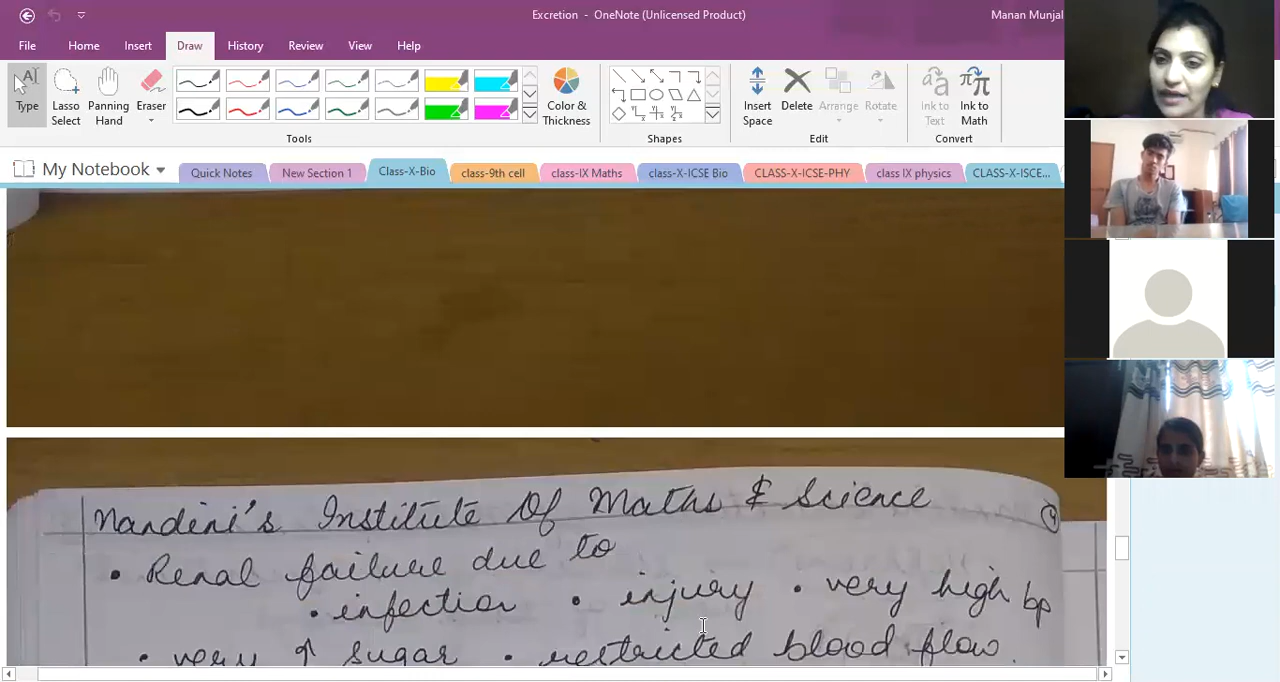 Excretion - OneNote (Unlicensed Product)
Manan Munjal
File Home Insert Draw History Review View Help
Type
Lasso Select
Panning Hand
Eraser
Color & Thickness
Insert Space
Delete
Arrange
Rotate
Ink to Text
Ink to Math
Tools
Shapes
Edit
Convert
My Notebook
Quick Notes
New Section 1
Class-X-Bio
class-9th cell
class-IX Maths
class-X-ICSE Bio
CLASS-X-ICSE-PHY
class IX physics
CLASS-X-ISCE...
Nandini's Institute Of Maths & Science
• Renal failure due to
• infection • injury • very high bp
• very ↑ sugar • restricted blood flow.